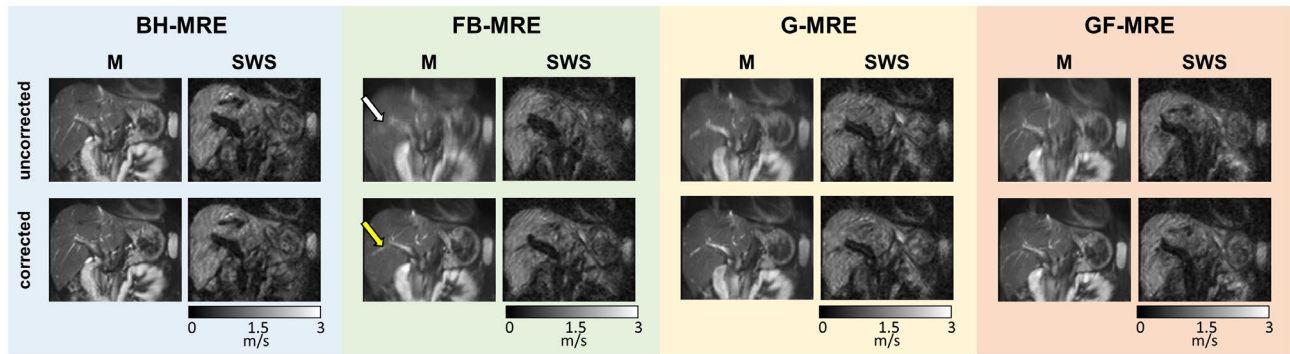 BH-MRE FB-MRE G-MRE GF-MRE
M SWS M SWS M SWS M SWS
uncorrected
corrected
0 1.5 3 0 1.5 3 0 1.5 3 0 1.5 3
m/s m/s m/s m/s